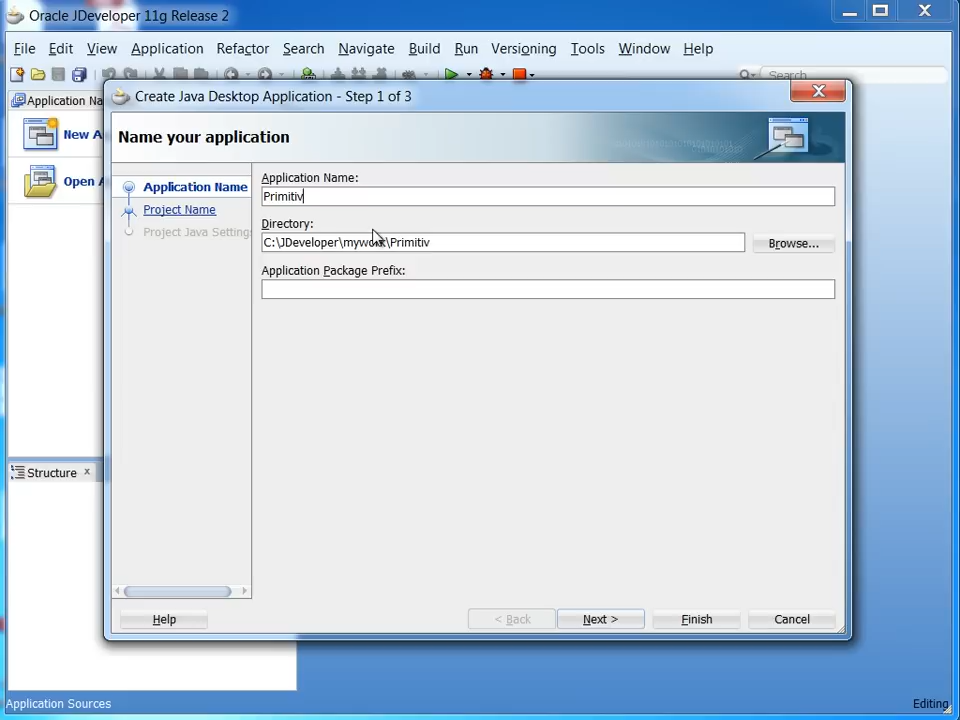 Oracle JDeveloper 11g Release 2
File Edit View Application Refactor Search Navigate Build Run Versioning Tools Window Help
Search
Application Na
Create Java Desktop Application - Step 1 of 3
New A
Open A
Name your application
Application Name
Project Name
Project Java Setting
Application Name:
Primitiv
Directory:
C:\JDeveloper\mywork\Primitiv
Browse...
Application Package Prefix:
Structure x
Help
< Back
Next >
Finish
Cancel
Application Sources
Editing